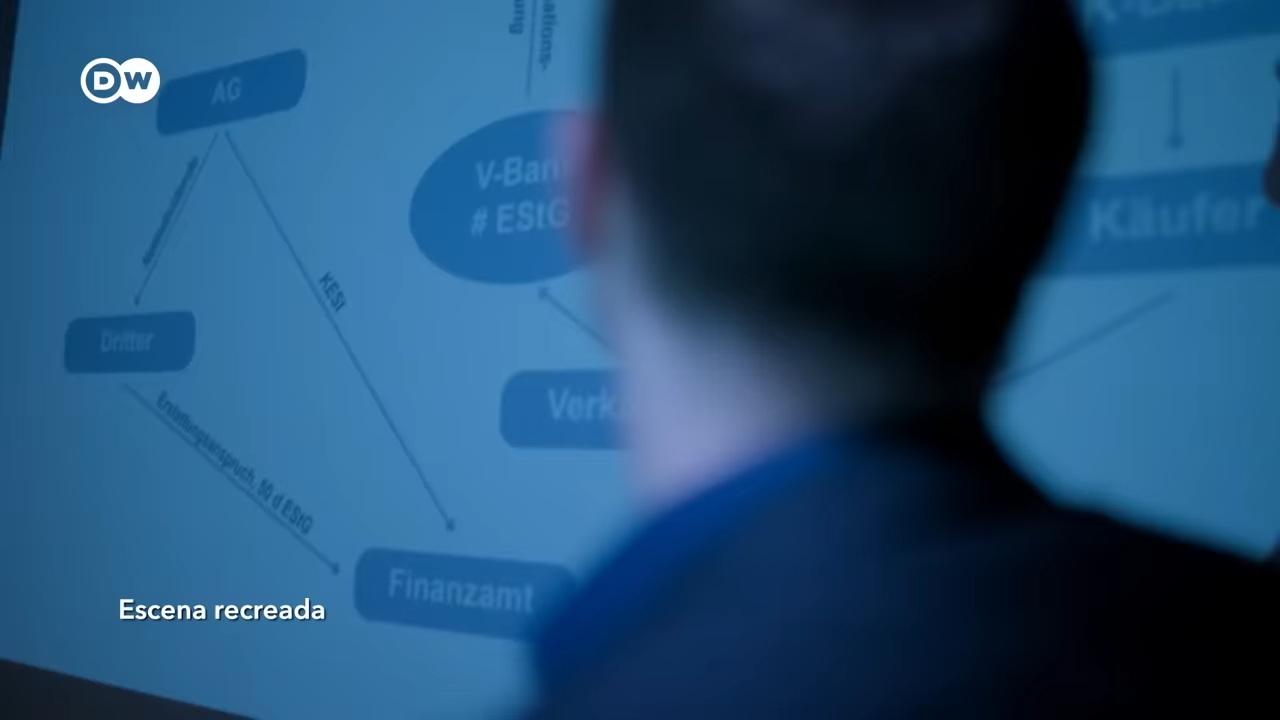 DW
AG
V-Ban
# EStG
Käufer
KESt
Dritter
Verk
Erstattungsanspruch, 50 d EStG
Finanzamt
Escena recreada